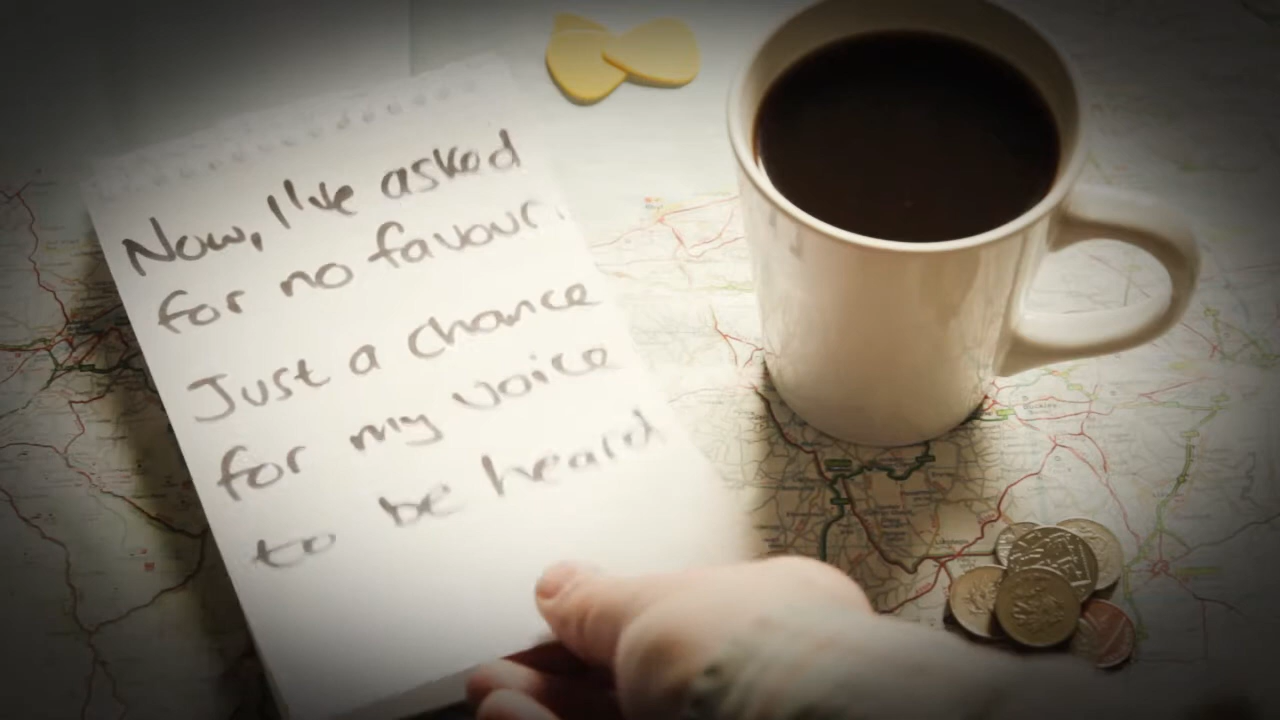 Now, I've asked
for no favour
Just a chance
for my voice
to be heard